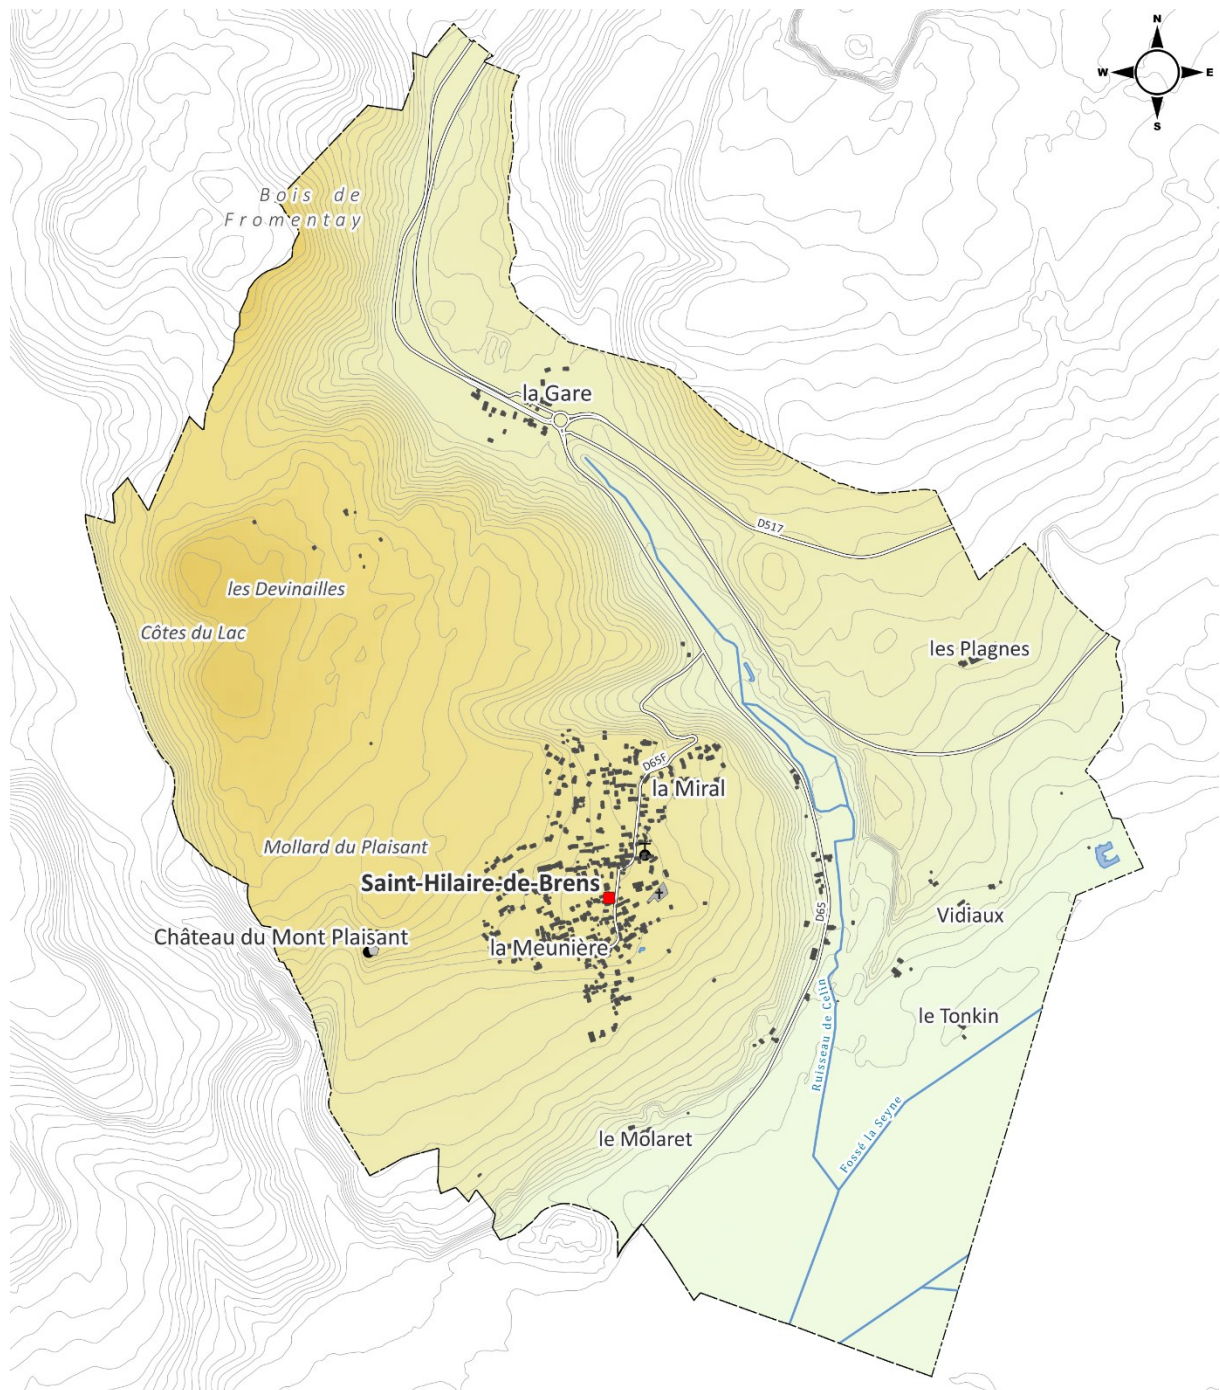 N
W E
S
Bois de
Fromentay
la Gare
D517
les Devinailles
Côtes du Lac
les Plagnes
D65F
la Miral
Mollard du Plaisant
Saint-Hilaire-de-Brens
D65
Vidiaux
Château du Mont Plaisant
la Meunière
le Tonkin
Ruisseau de Celin
Fossé la Seyne
le Molaret